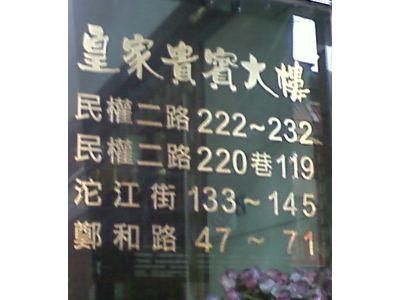 皇家貴賓大樓
民權二路 222~232
民權二路 220巷119
沱江街 133~145
鄭和路 47~71